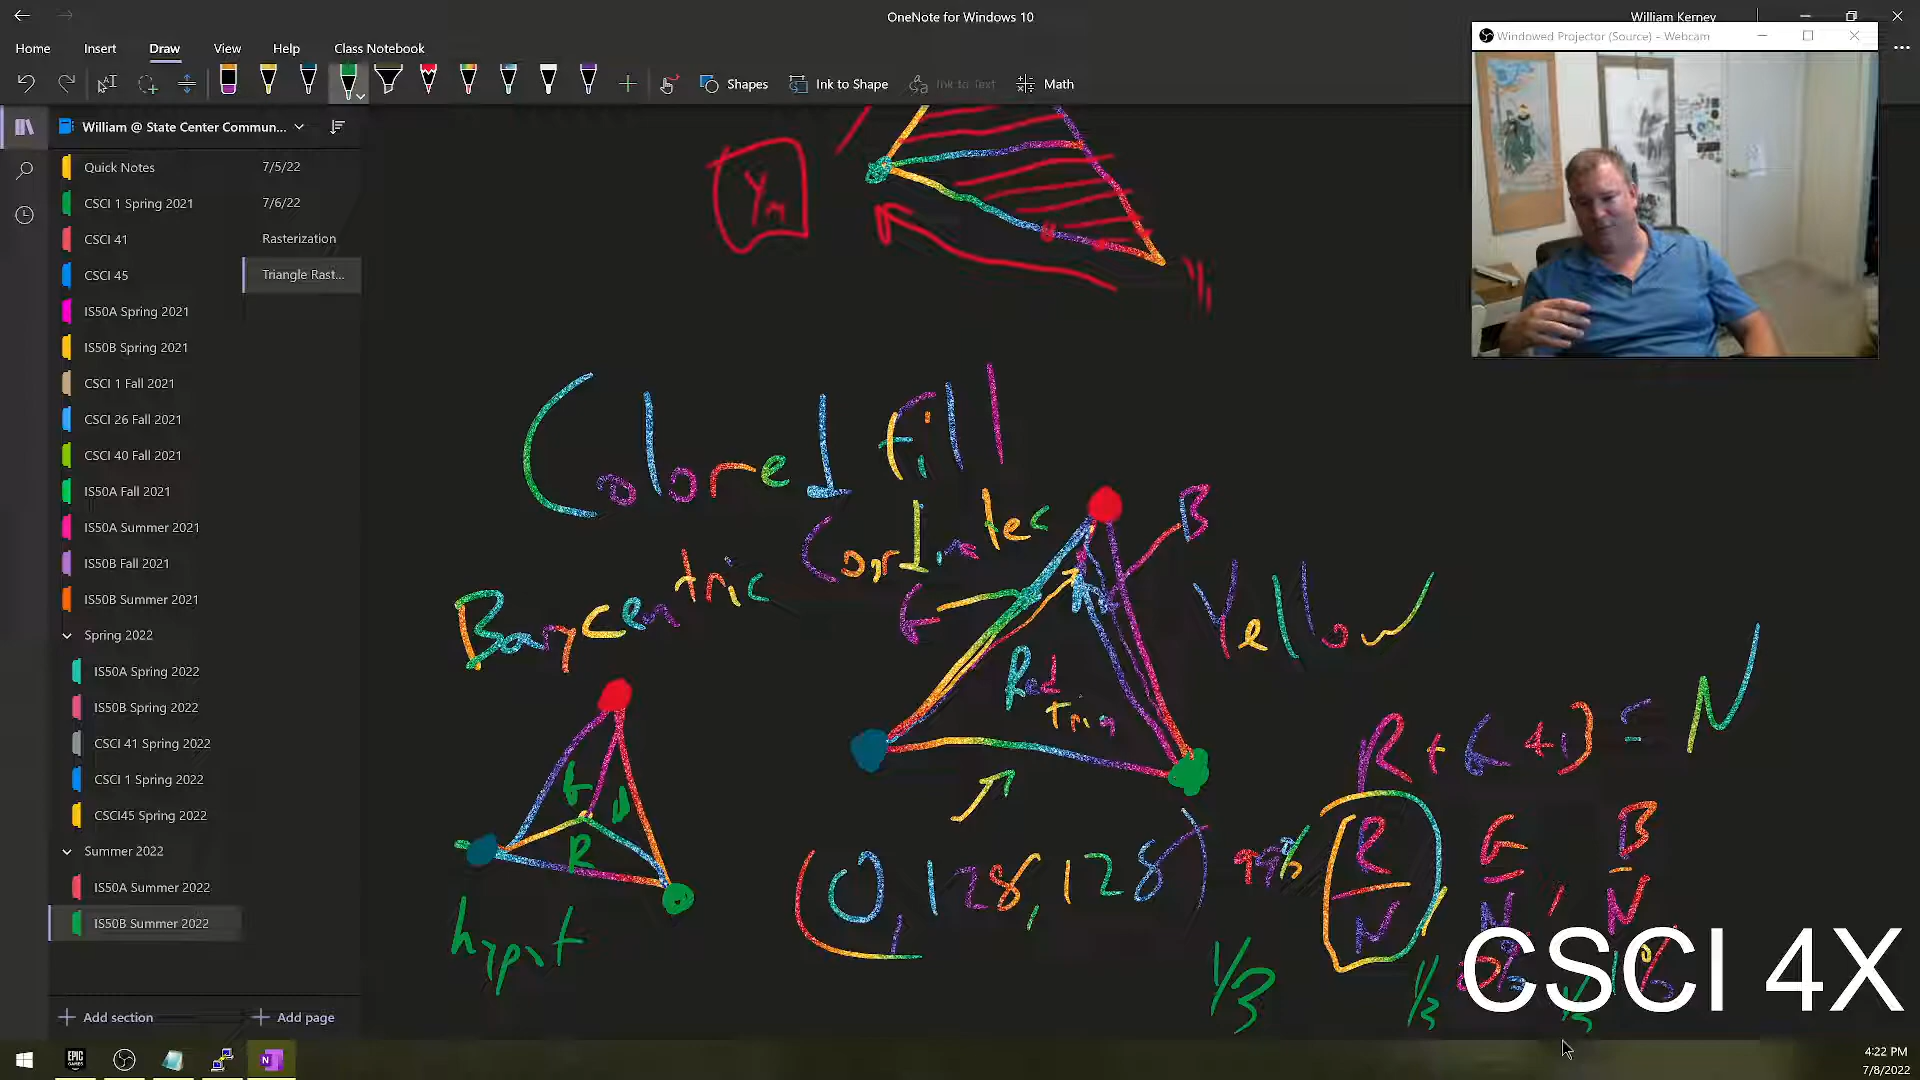 OneNote for Windows 10
William Kerney
Home Insert Draw View Help Class Notebook
Shapes Ink to Shape Ink to Text Math
Windowed Projector (Source) - Webcam
William @ State Center Commun...
Quick Notes
CSCI 1 Spring 2021
CSCI 41
CSCI 45
IS50A Spring 2021
IS50B Spring 2021
CSCI 1 Fall 2021
CSCI 26 Fall 2021
CSCI 40 Fall 2021
IS50A Fall 2021
IS50A Summer 2021
IS50B Fall 2021
IS50B Summer 2021
Spring 2022
IS50A Spring 2022
IS50B Spring 2022
CSCI 41 Spring 2022
CSCI 1 Spring 2022
CSCI45 Spring 2022
Summer 2022
IS50A Summer 2022
IS50B Summer 2022
Add section
7/5/22
7/6/22
Rasterization
Triangle Rast...
Add page
Colored Fill
Barycentric
B
Yellow
Red
R + G + B = N
G
B
R
(0, 128, 128)
R/N
G/N,
B/N
hypot
1/3
1/3
CSCI 4X
4:22 PM
7/8/2022